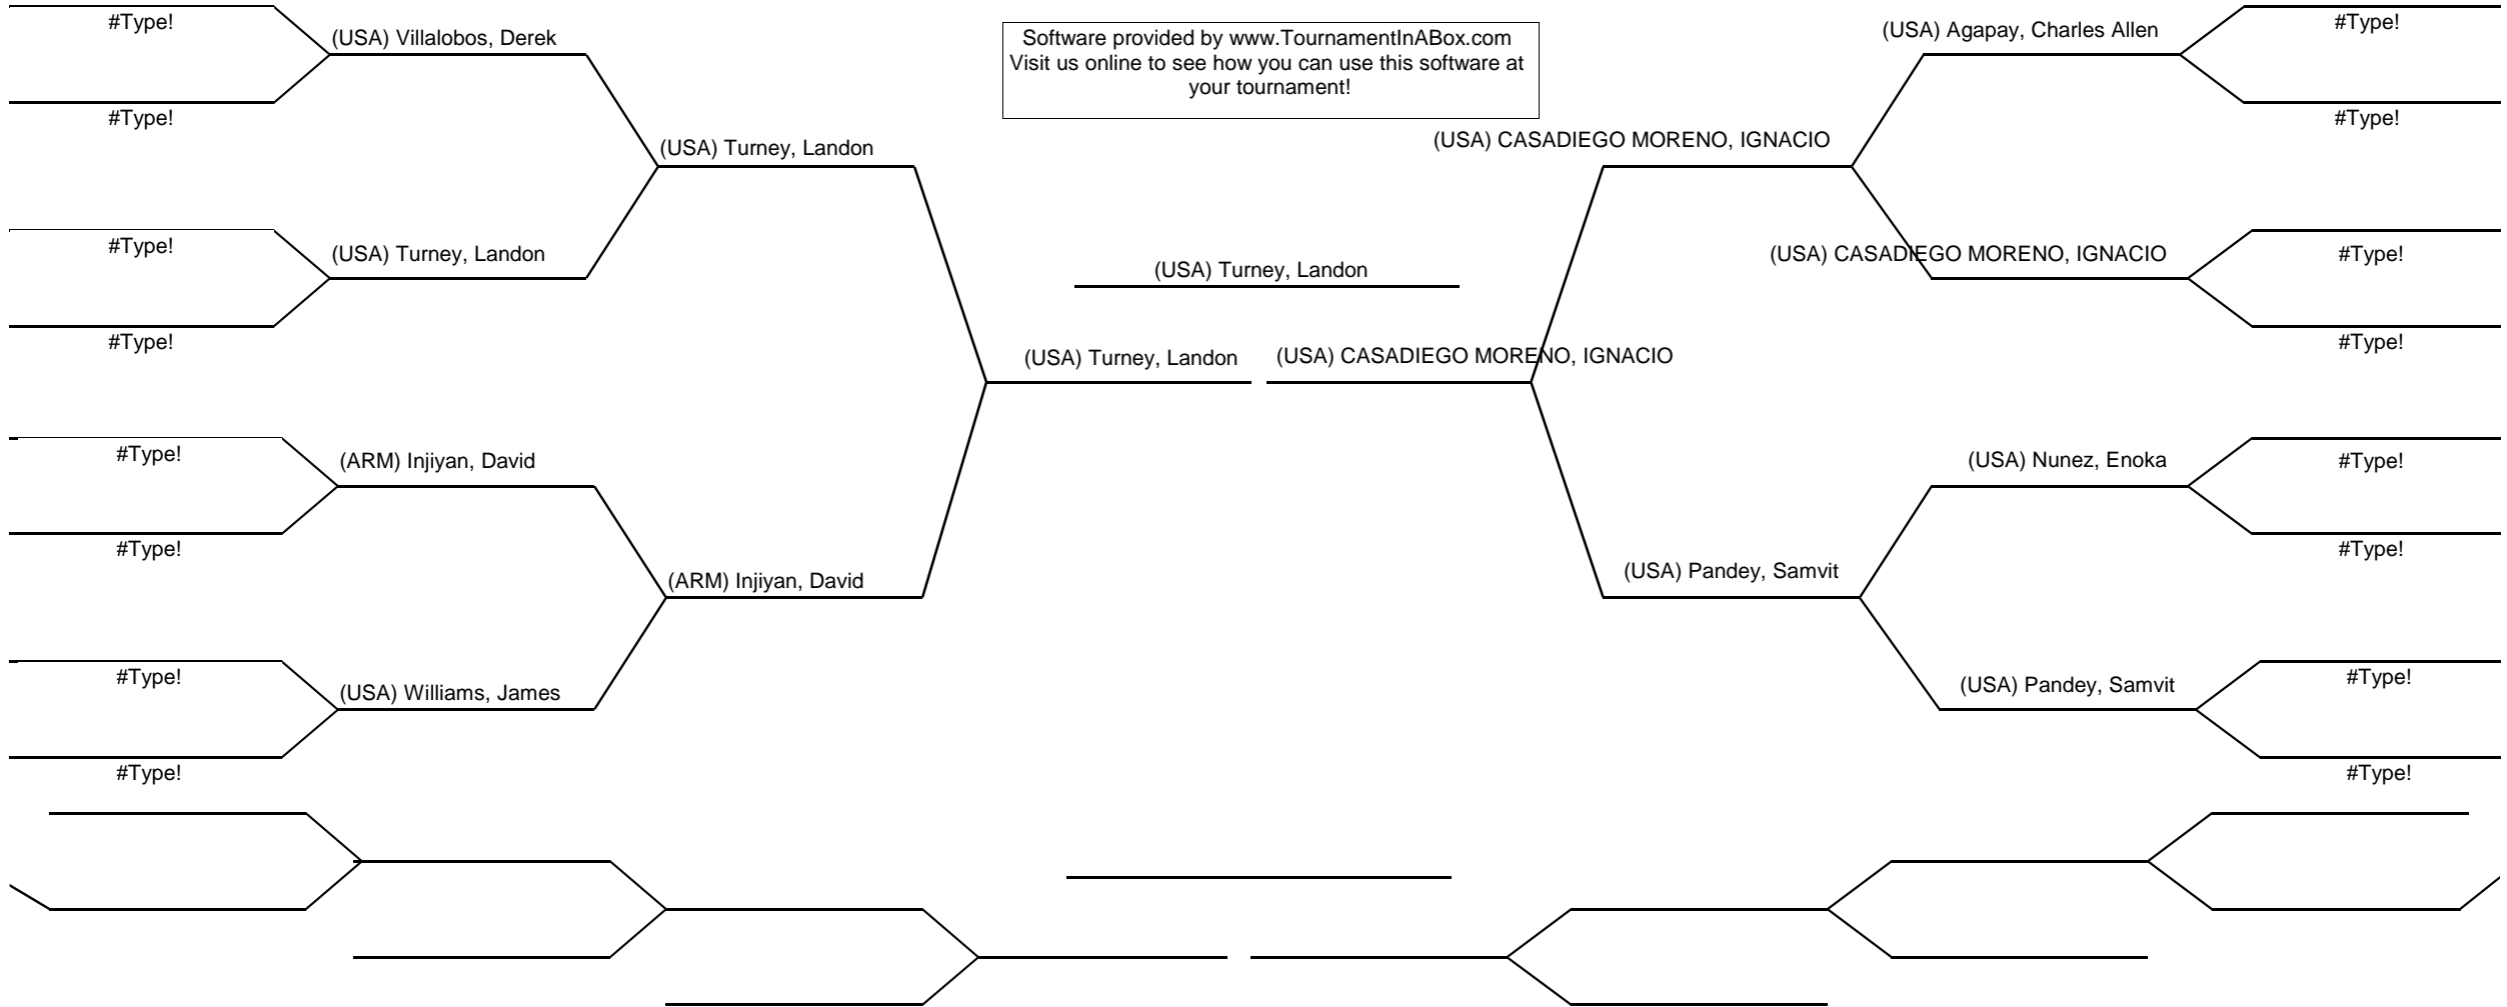 #Type!
(USA) Villalobos, Derek
#Type!
(USA) Turney, Landon
#Type!
(USA) Turney, Landon
#Type!
#Type!
(ARM) Injiyan, David
#Type!
(ARM) Injiyan, David
#Type!
(USA) Williams, James
#Type!
Software provided by www.TournamentInABox.com
Visit us online to see how you can use this software at
your tournament!
(USA) Turney, Landon
(USA) Turney, Landon
(USA) CASADIEGO MORENO, IGNACIO
(USA) Agapay, Charles Allen
#Type!
#Type!
(USA) CASADIEGO MORENO, IGNACIO
(USA) CASADIEGO MORENO, IGNACIO
#Type!
#Type!
(USA) Nunez, Enoka
#Type!
#Type!
(USA) Pandey, Samvit
(USA) Pandey, Samvit
#Type!
#Type!